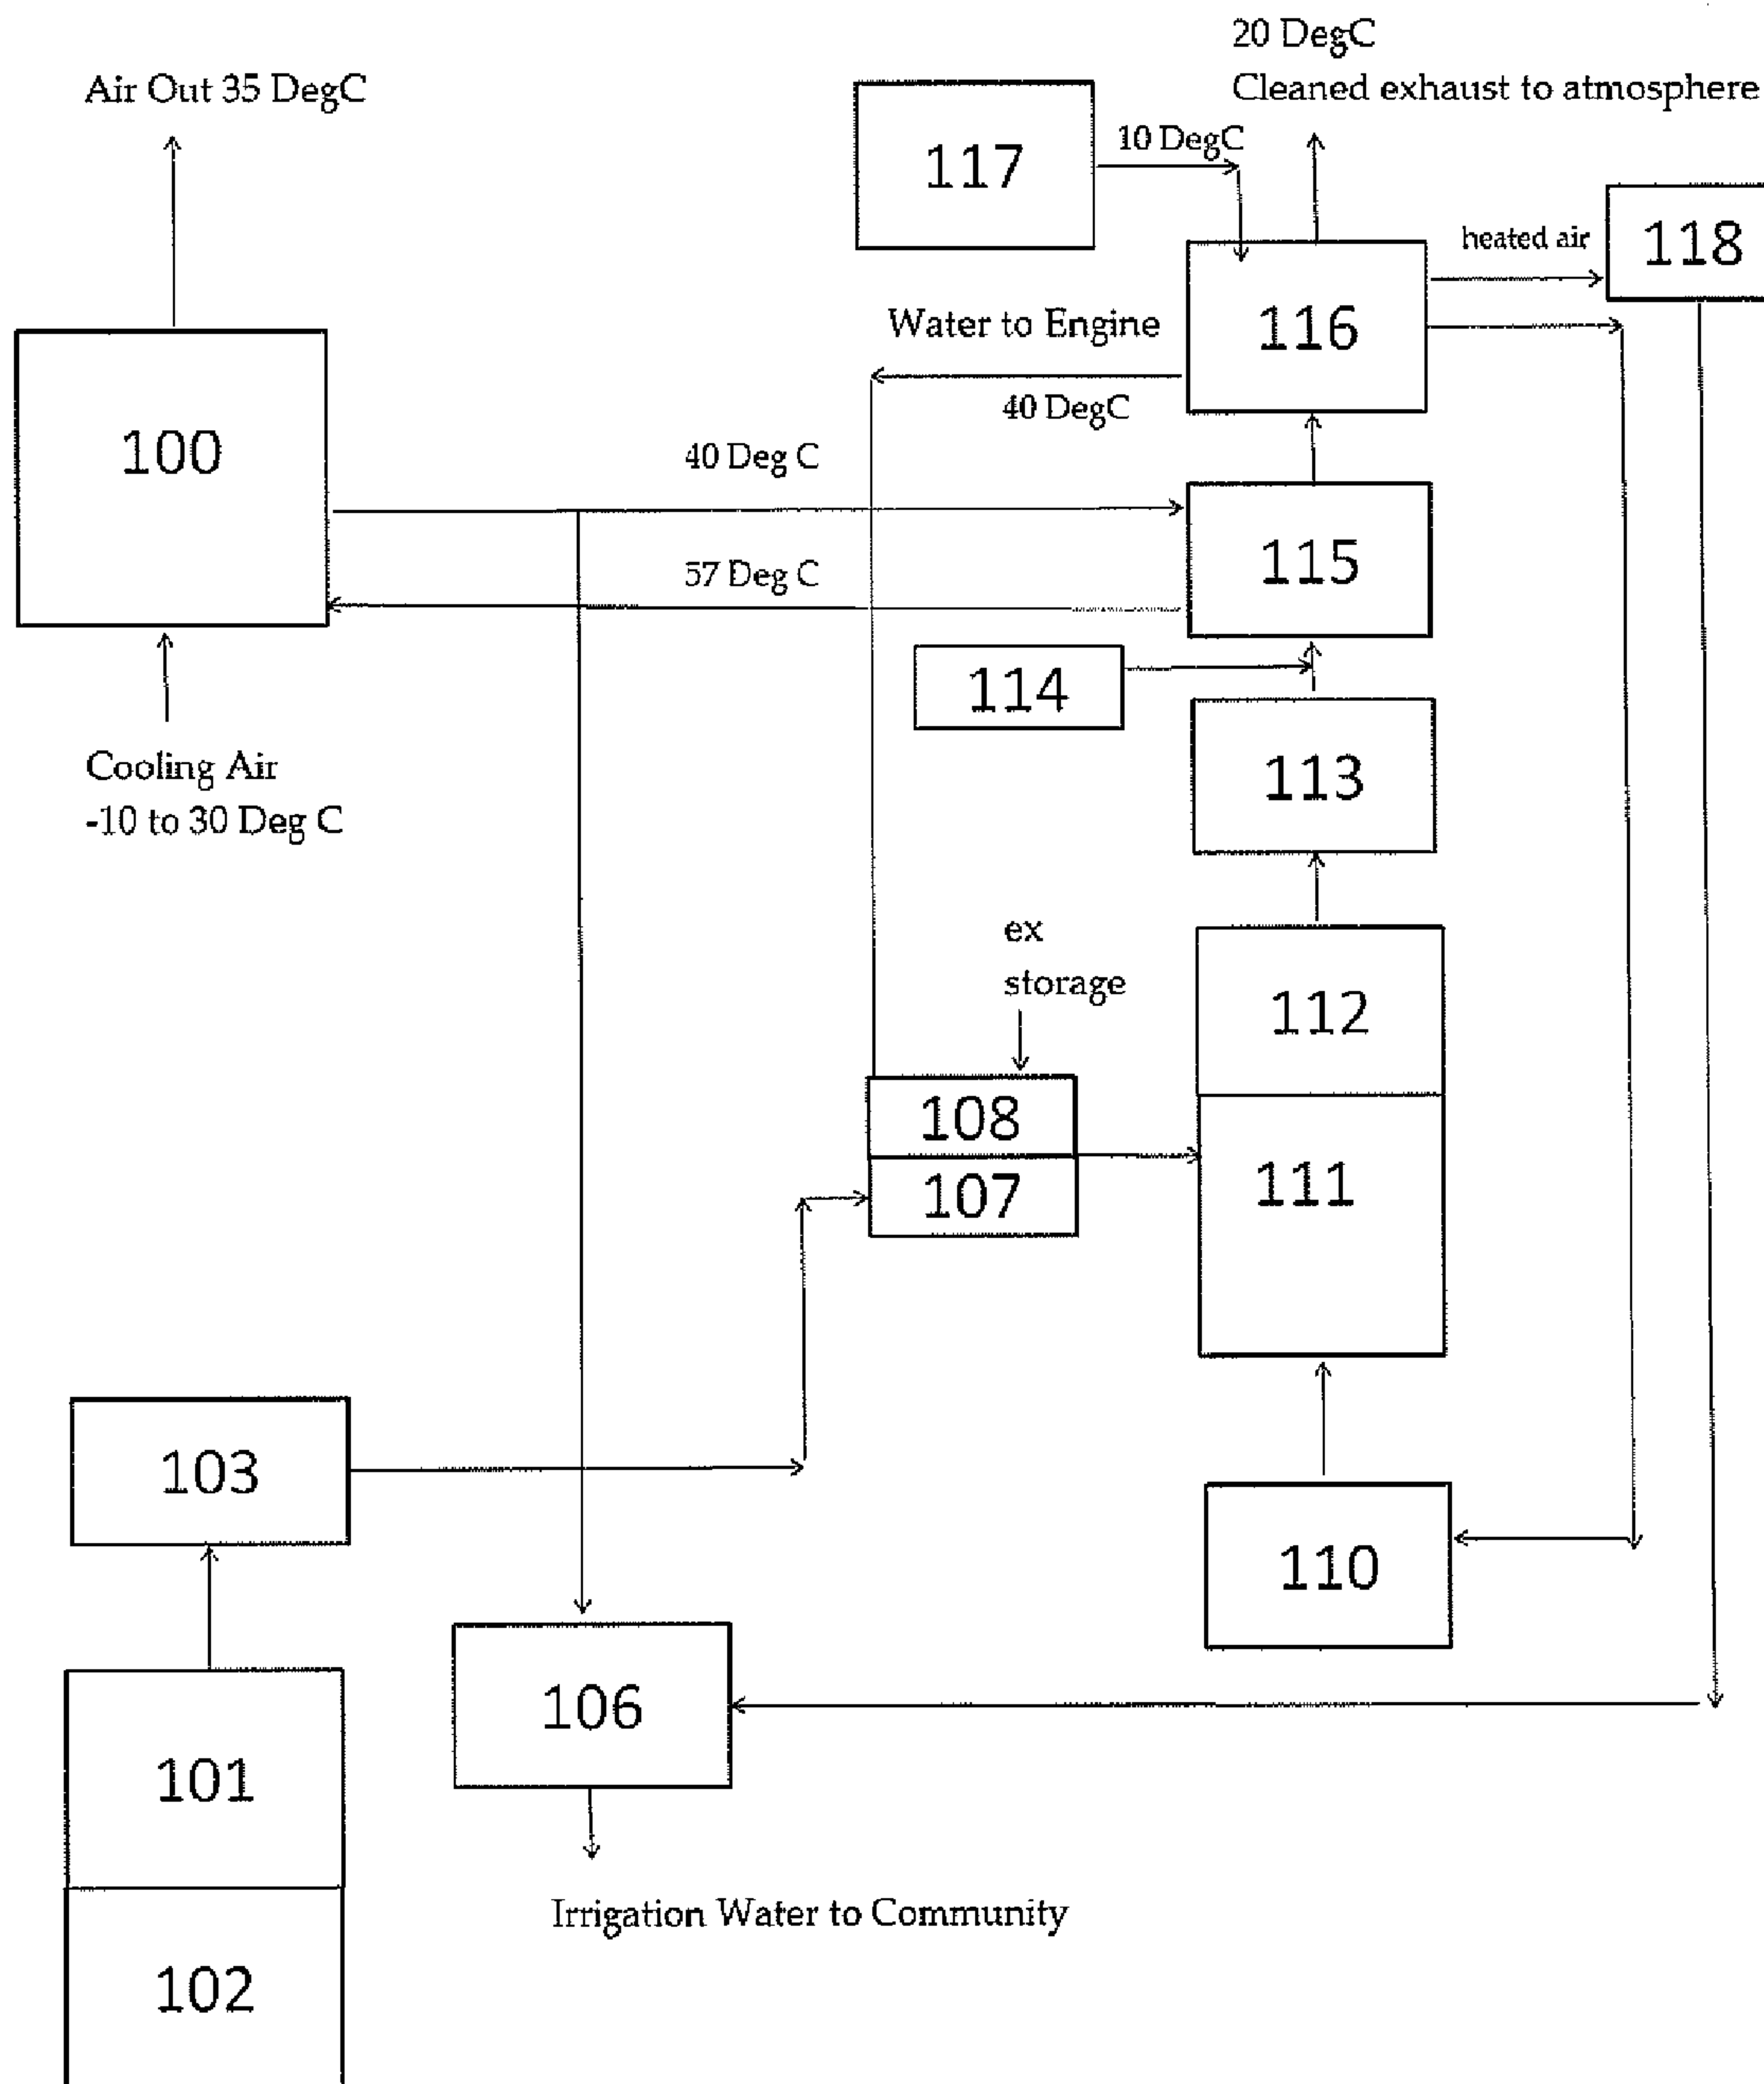 20 DegC
Cleaned exhaust to atmosphere
Air Out 35 DegC
117
10 DegC
118
heated air
116
Water to Engine
40 DegC
100
40 Deg C
115
57 Deg C
114
113
Cooling Air
-10 to 30 Deg C
ex
storage
112
108
107
111
103
110
106
101
Irrigation Water to Community
102